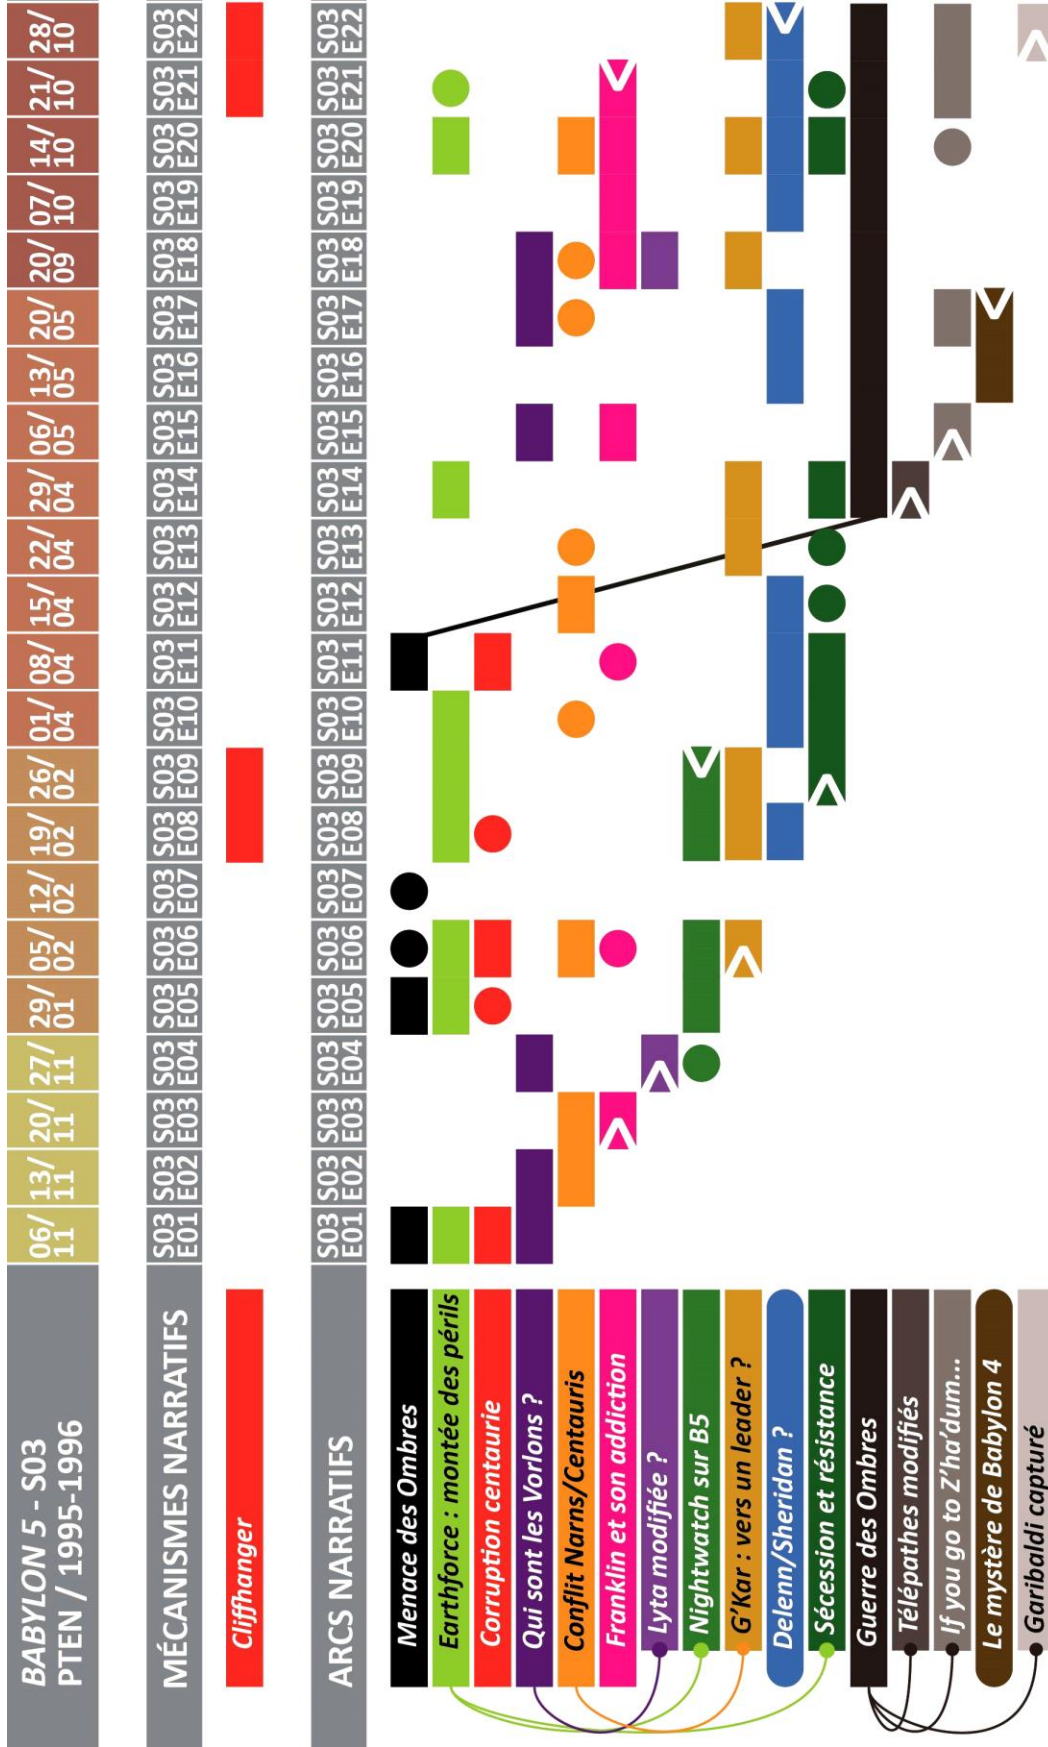 BABYLON 5 - S03
PTEN / 1995-1996
06/11 13/11 20/11 27/11 29/01 05/02 12/02 19/02 26/02 01/04 08/04 15/04 22/04 29/04 06/05 13/05 20/05 20/09 07/10 14/10 21/10 28/10
MÉCANISMES NARRATIFS
S03 E01 S03 E02 S03 E03 S03 E04 S03 E05 S03 E06 S03 E07 S03 E08 S03 E09 S03 E10 S03 E11 S03 E12 S03 E13 S03 E14 S03 E15 S03 E16 S03 E17 S03 E18 S03 E19 S03 E20 S03 E21 S03 E22
Cliffhanger
ARCS NARRATIFS
S03 E01 S03 E02 S03 E03 S03 E04 S03 E05 S03 E06 S03 E07 S03 E08 S03 E09 S03 E10 S03 E11 S03 E12 S03 E13 S03 E14 S03 E15 S03 E16 S03 E17 S03 E18 S03 E19 S03 E20 S03 E21 S03 E22
Menace des Ombres
Earthforce : montée des périls
Corruption centaurie
Qui sont les Vorlons ?
Conflit Narns/Centauris
Franklin et son addiction
Lyta modifiée ?
Nightwatch sur B5
G'Kar : vers un leader ?
Delenn/Sheridan ?
Sécession et résistance
Guerre des Ombres
Télépathes modifiés
If you go to Z'ha'dum...
Le mystère de Babylon 4
Garibaldi capturé